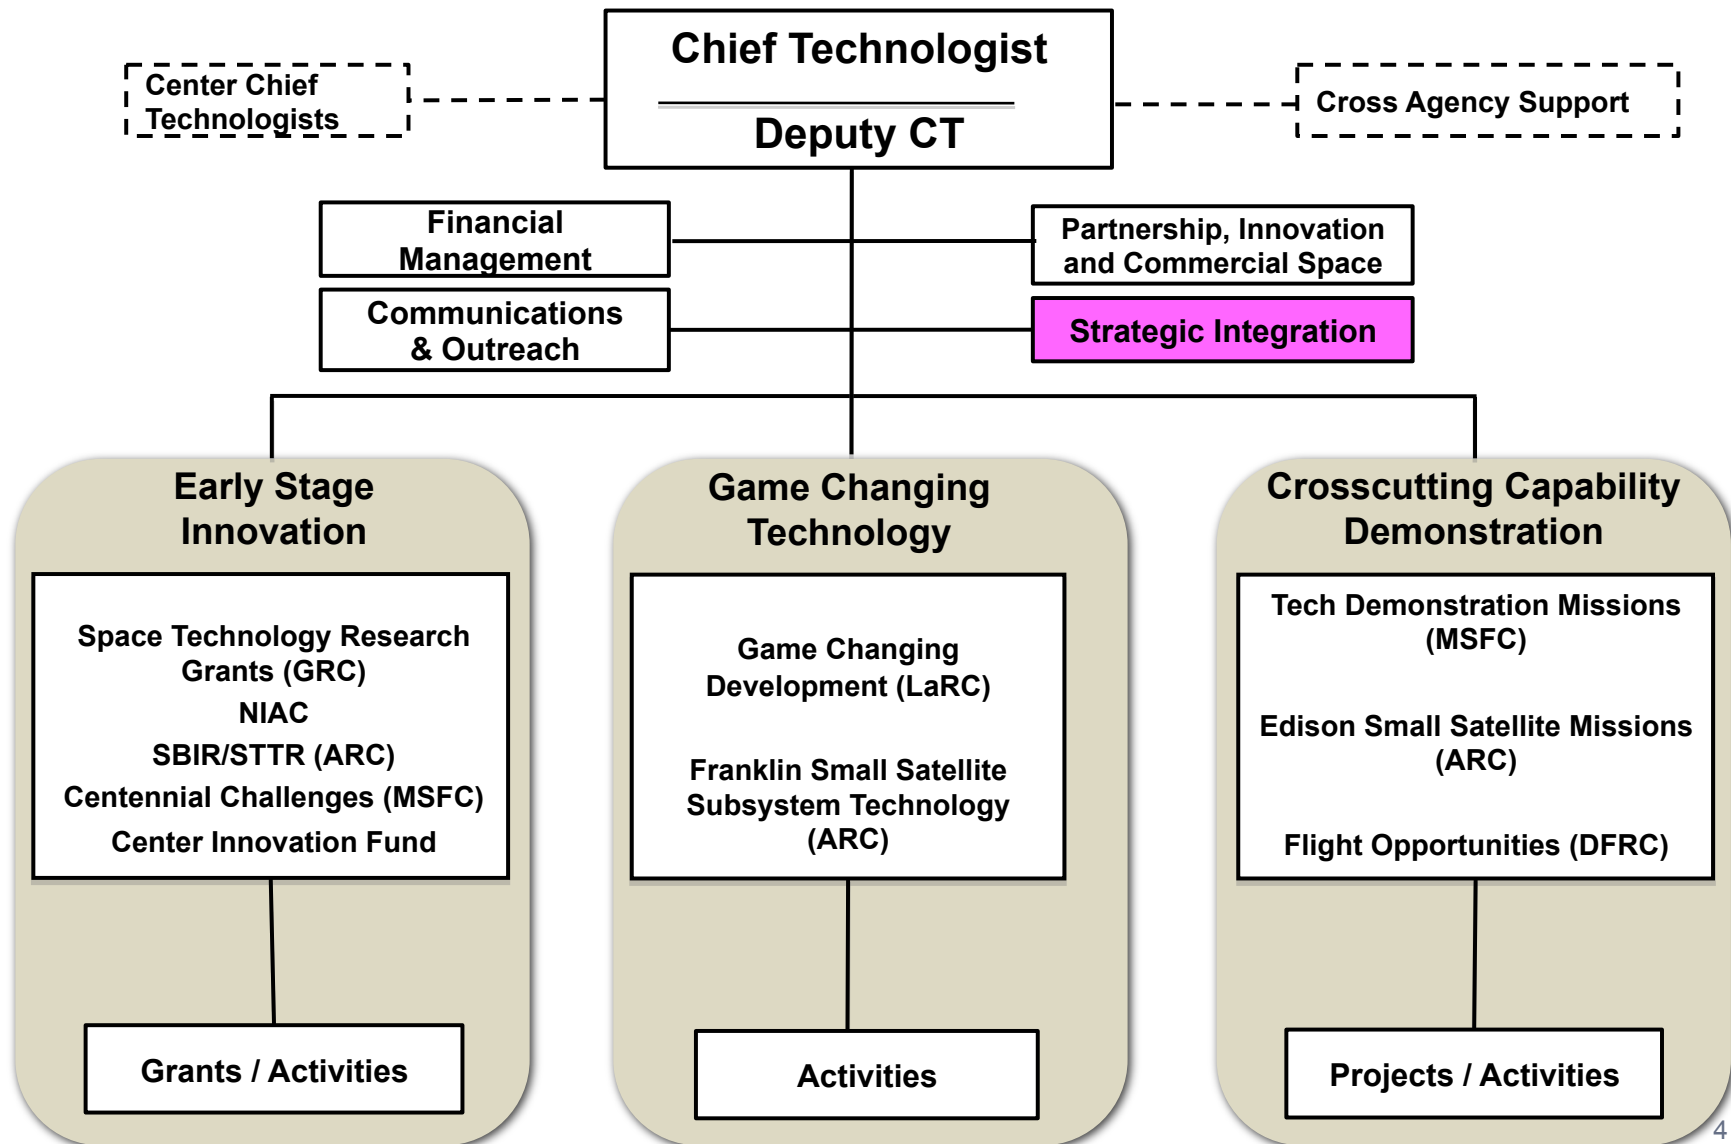 Chief Technologist
Deputy CT
Center Chief
Technologists
Cross Agency Support
Financial
Management
Partnership, Innovation
and Commercial Space
Communications
& Outreach
Strategic Integration
Early Stage
Innovation
Space Technology Research
Grants (GRC)
NIAC
SBIR/STTR (ARC)
Centennial Challenges (MSFC)
Center Innovation Fund
Grants / Activities
Game Changing
Technology
Game Changing
Development (LaRC)
Franklin Small Satellite
Subsystem Technology
(ARC)
Activities
Crosscutting Capability
Demonstration
Tech Demonstration Missions
(MSFC)
Edison Small Satellite Missions
(ARC)
Flight Opportunities (DFRC)
Projects / Activities
4